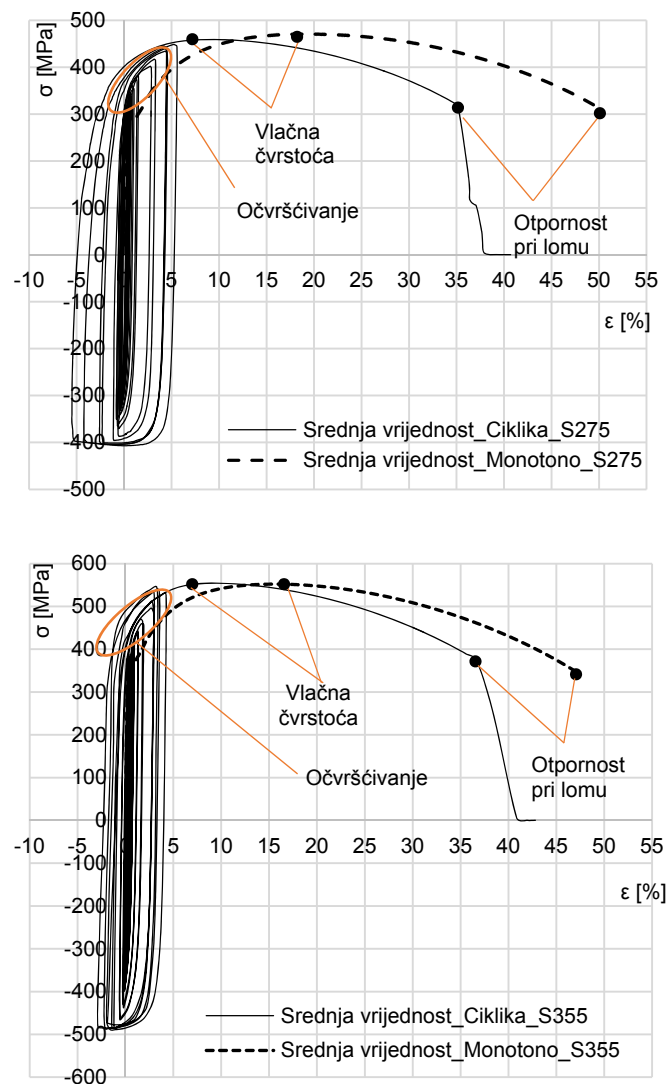 σ [MPa]
500
400
300
200
100
0
-100
-200
-300
-400
-500
-10
-5
0
5
10
15
20
25
30
35
40
45
50
55
ε [%]
Vlačna
čvrstoća
Očvršćivanje
Otpornost
pri lomu
Srednja vrijednost_Ciklika_S275
Srednja vrijednost_Monotono_S275
σ [MPa]
600
500
400
300
200
100
0
-100
-200
-300
-400
-500
-600
-10
-5
0
5
10
15
20
25
30
35
40
45
50
55
ε [%]
Vlačna
čvrstoća
Očvršćivanje
Otpornost
pri lomu
Srednja vrijednost_Ciklika_S355
Srednja vrijednost_Monotono_S355